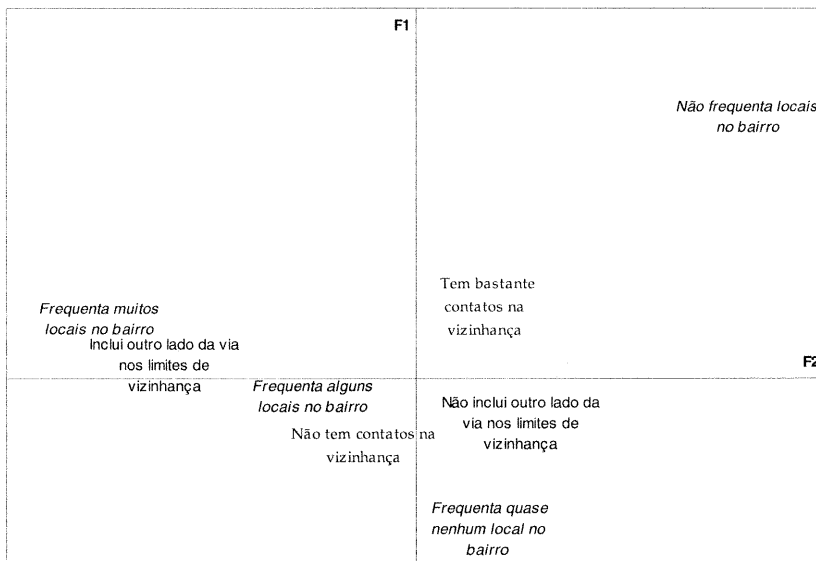 F1
Não frequenta locais
no bairro
Tem bastante
contatos na
vizinhança
Frequenta muitos
locais no bairro
Inclui outro lado da via
nos limites de
vizinhança
F2
Frequenta alguns
locais no bairro
Não inclui outro lado da
via nos limites de
vizinhança
Não tem contatos na
vizinhança
Frequenta quase
nenhum local no
bairro